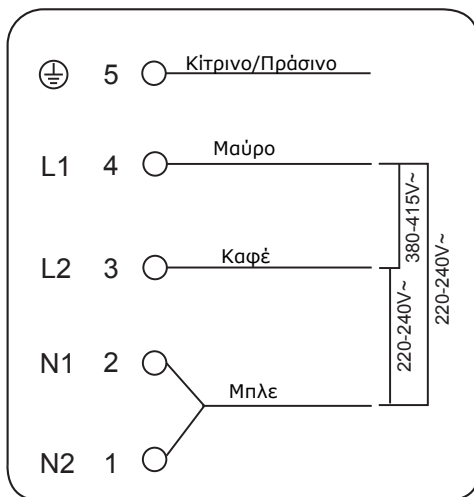 5 Κίτρινο/Πράσινο
L1 4 Μαύρο
L2 3 Καφέ
N1 2
Μπλε
N2 1
380-415V~
220-240V~
220-240V~